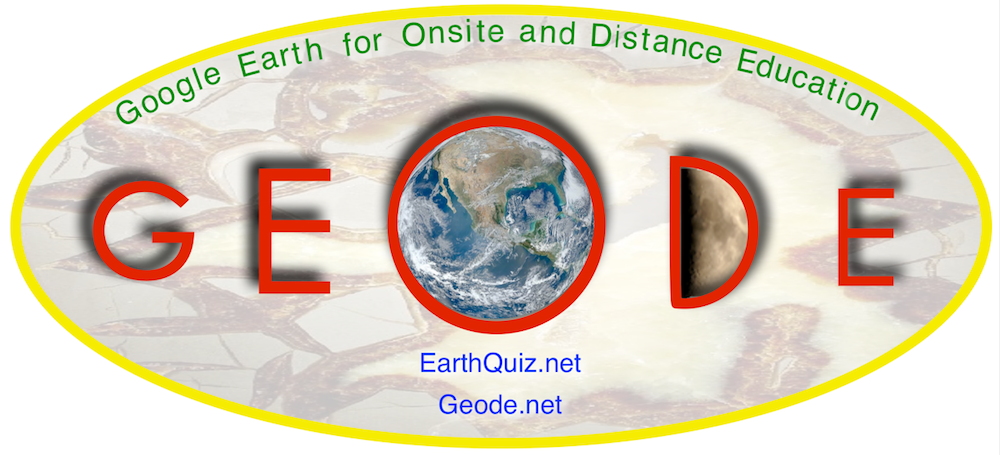 Google Earth for Onsite and Distance Education
GEODE
EarthQuiz.net
Geode.net